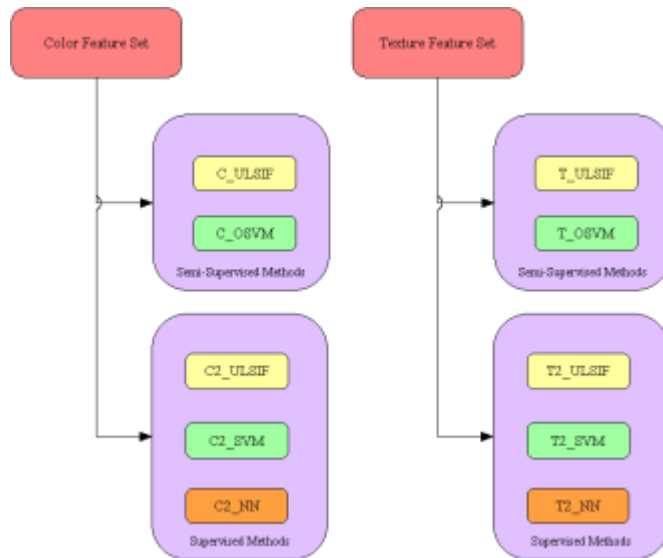 Color Feature Set
Texture Feature Set
C_ULSIF
C_OSVM
Semi-Supervised Methods
T_ULSIF
T_OSVM
Semi-Supervised Methods
C2_ULSIF
C2_SVM
C2_NN
Supervised Methods
T2_ULSIF
T2_SVM
T2_NN
Supervised Methods